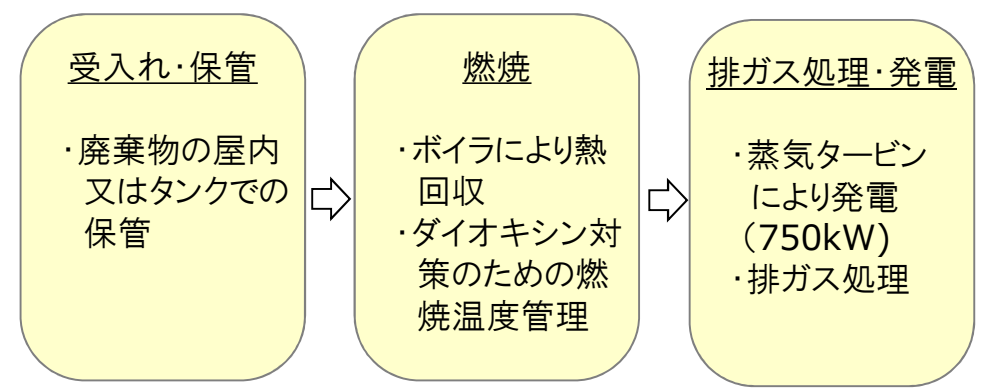 受入れ・保管
・廃棄物の屋内
又はタンクでの
保管
燃焼
・ボイラにより熱
回収
・ダイオキシン対
策のための燃
焼温度管理
排ガス処理・発電
・蒸気タービン
により発電
（750kW)
・排ガス処理